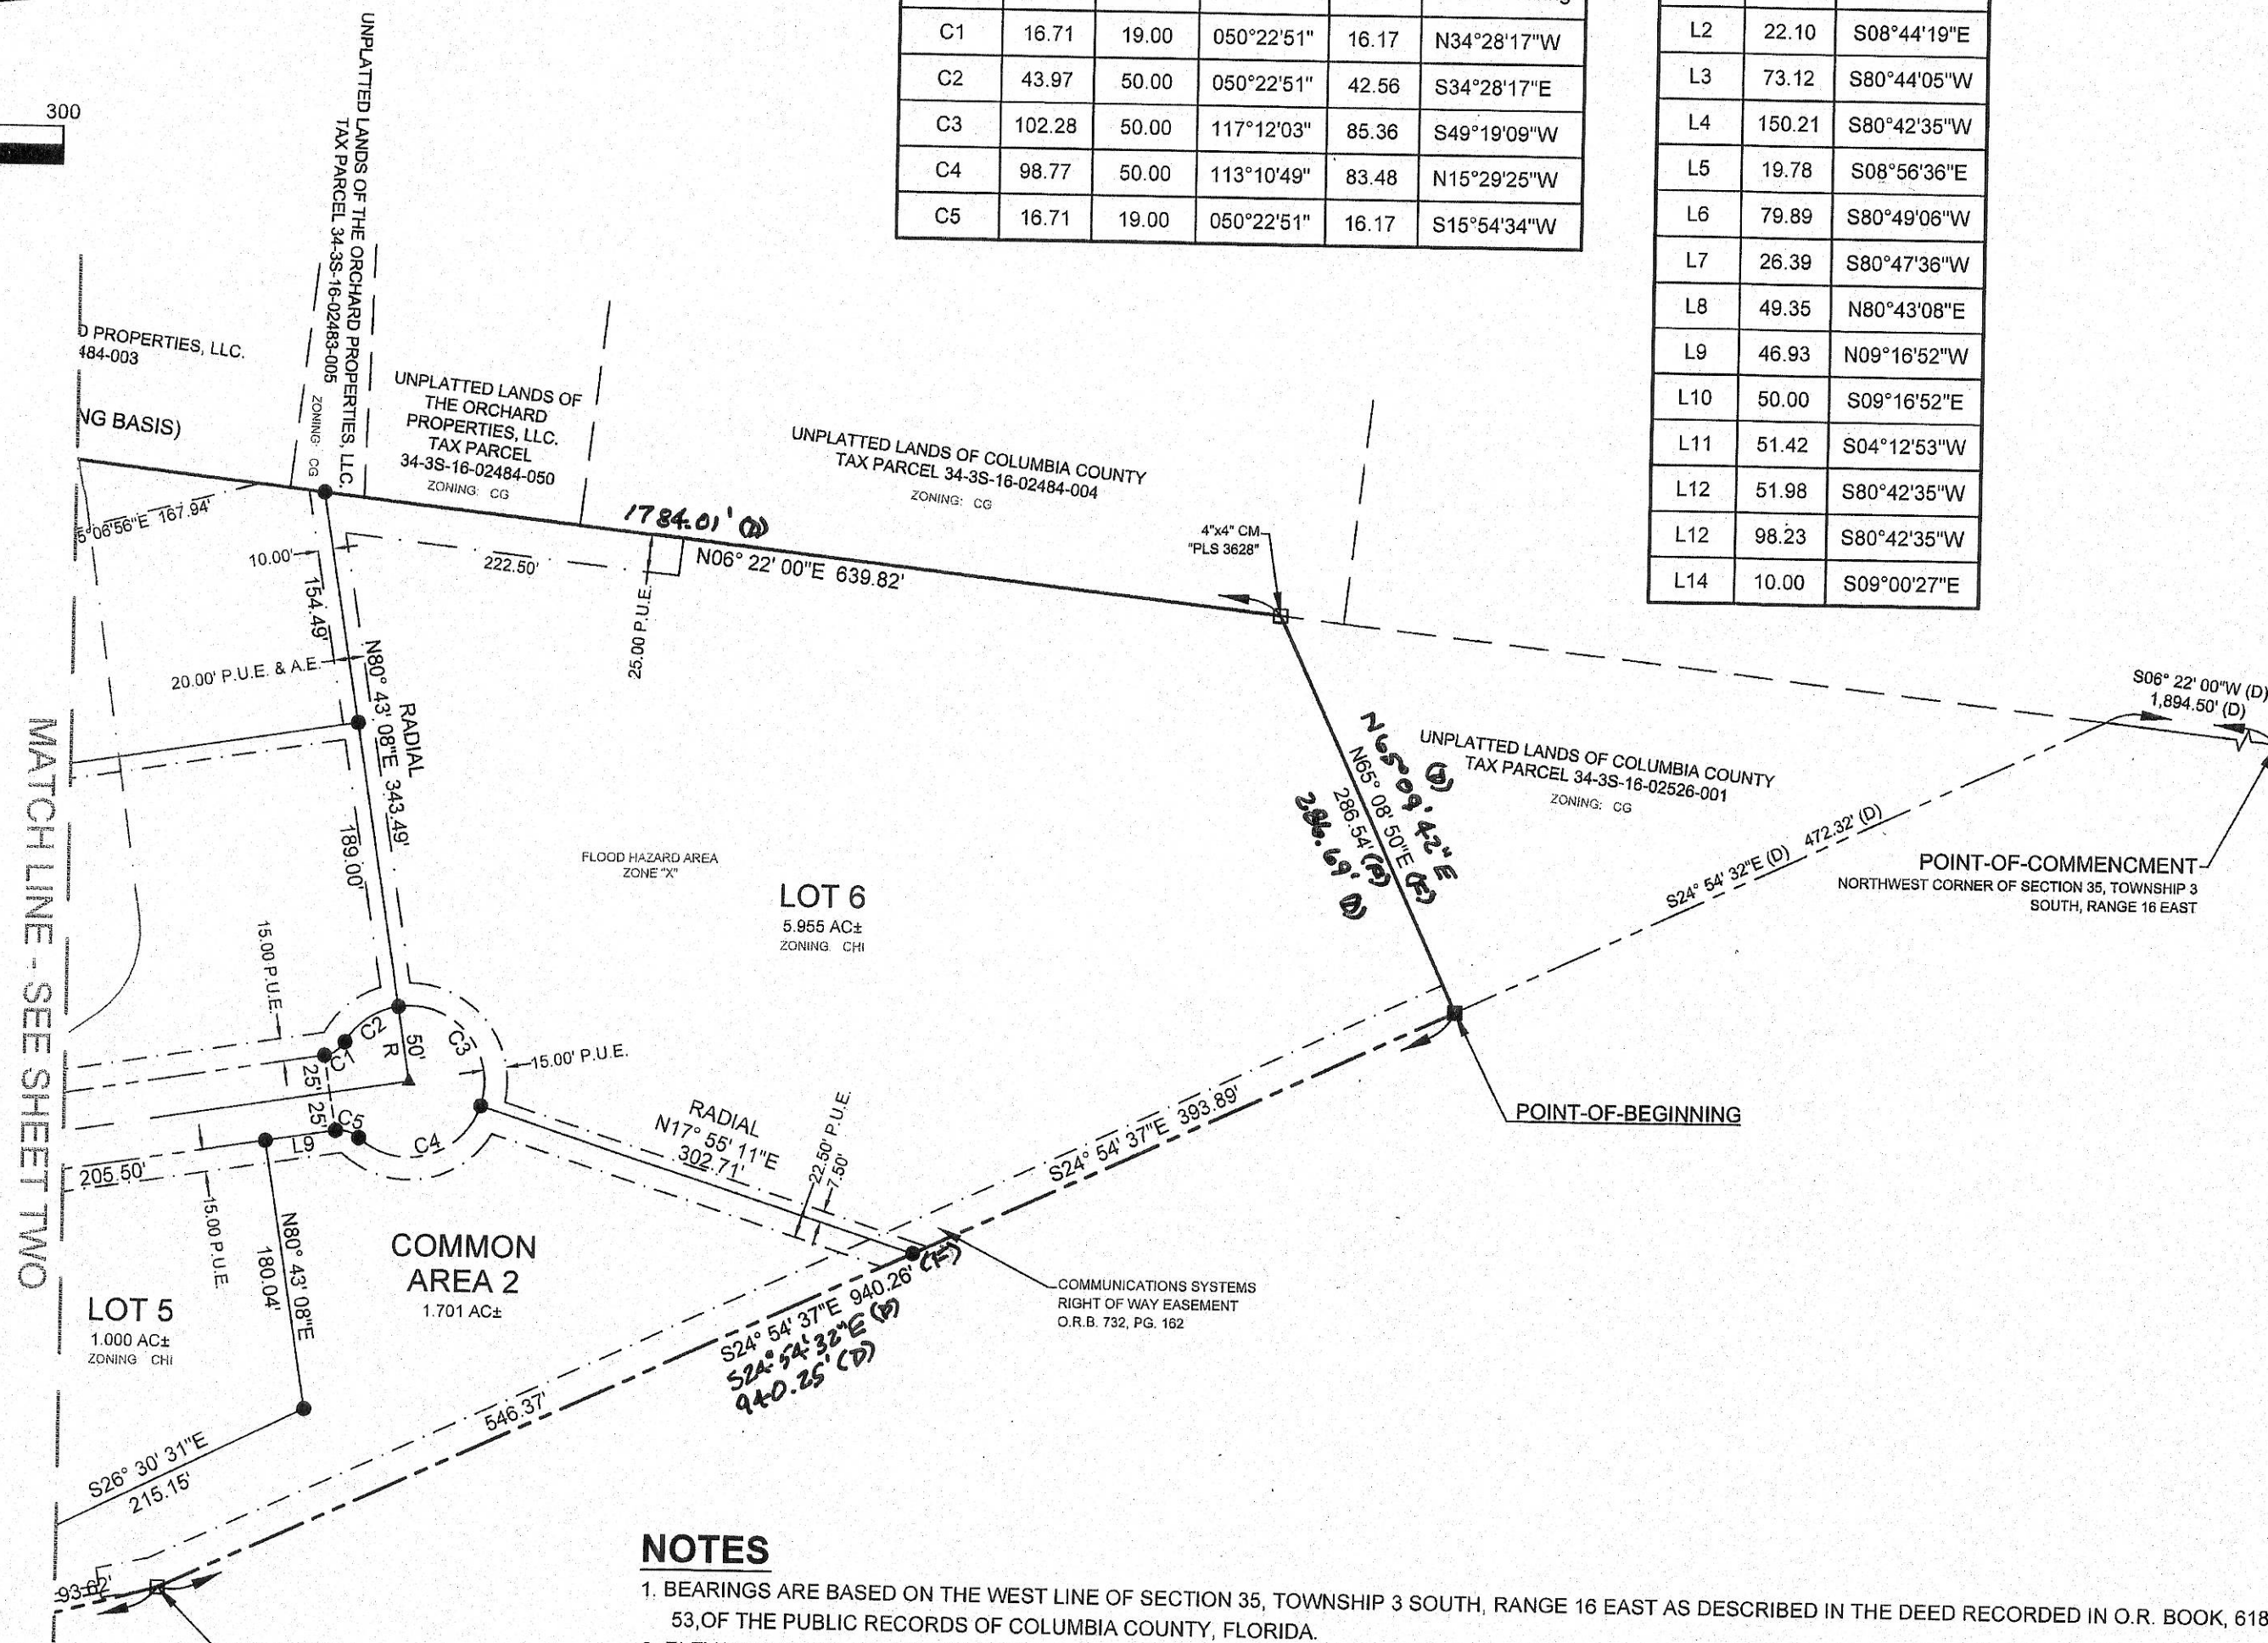 C1 16.71 19.00 050°22'51" 16.17 N34°28'17"W
C2 43.97 50.00 050°22'51" 42.56 S34°28'17"E
C3 102.28 50.00 117°12'03" 85.36 S49°19'09"W
C4 98.77 50.00 113°10'49" 83.48 N15°29'25"W
C5 16.71 19.00 050°22'51" 16.17 S15°54'34"W
L2 22.10 S08°44'19"E
L3 73.12 S80°44'05"W
L4 150.21 S80°42'35"W
L5 19.78 S08°56'36"E
L6 79.89 S80°49'06"W
L7 26.39 S80°47'36"W
L8 49.35 N80°43'08"E
L9 46.93 N09°16'52"W
L10 50.00 S09°16'52"E
L11 51.42 S04°12'53"W
L12 51.98 S80°42'35"W
L12 98.23 S80°42'35"W
L14 10.00 S09°00'27"E
300
UNPLATTED LANDS OF THE ORCHARD PROPERTIES, LLC.
TAX PARCEL 34-3S-16-02483-005
ZONING: CG
PROPERTIES, LLC.
484-003
NG BASIS)
UNPLATTED LANDS OF
THE ORCHARD
PROPERTIES, LLC.
TAX PARCEL
34-3S-16-02484-050
ZONING: CG
UNPLATTED LANDS OF COLUMBIA COUNTY
TAX PARCEL 34-3S-16-02484-004
ZONING: CG
5°06'56"E 167.94'
1784.01' (D)
N06° 22' 00"E 639.82'
222.50'
25.00 P.U.E.
10.00'
154.49'
20.00' P.U.E. & A.E.
4"x4" CM
"PLS 3628"
S06° 22' 00"W (D)
1,894.50' (D)
RADIAL
N80° 43' 08"E 343.49'
189.00'
N65°09'42"E (D)
N65° 08' 50"E (F)
286.54' (F)
286.69' (D)
UNPLATTED LANDS OF COLUMBIA COUNTY
TAX PARCEL 34-3S-16-02526-001
ZONING: CG
S24° 54' 32"E (D) 472.32' (D)
POINT-OF-COMMENCMENT
NORTHWEST CORNER OF SECTION 35, TOWNSHIP 3
SOUTH, RANGE 16 EAST
FLOOD HAZARD AREA
ZONE "X"
LOT 6
5.955 AC±
ZONING CHI
MATCH LINE - SEE SHEET TWO
15.00 P.U.E.
C2
C1
C3
R
50'
15.00' P.U.E.
25'
25'
C5
C4
L9
205.50'
15.00 P.U.E.
RADIAL
N17° 55' 11"E
302.71'
22.50' P.U.E.
7.50'
S24° 54' 37"E 393.89'
POINT-OF-BEGINNING
N80° 43' 08"E
180.04'
COMMON
AREA 2
1.701 AC±
LOT 5
1.000 AC±
ZONING CHI
S24° 54' 37"E 940.26' (F)
S24°54'32"E (D)
940.25' (D)
COMMUNICATIONS SYSTEMS
RIGHT OF WAY EASEMENT
O.R.B. 732, PG. 162
546.37'
S26° 30' 31"E
215.15'
93.62'
NOTES
1. BEARINGS ARE BASED ON THE WEST LINE OF SECTION 35, TOWNSHIP 3 SOUTH, RANGE 16 EAST AS DESCRIBED IN THE DEED RECORDED IN O.R. BOOK, 618
53,OF THE PUBLIC RECORDS OF COLUMBIA COUNTY, FLORIDA.